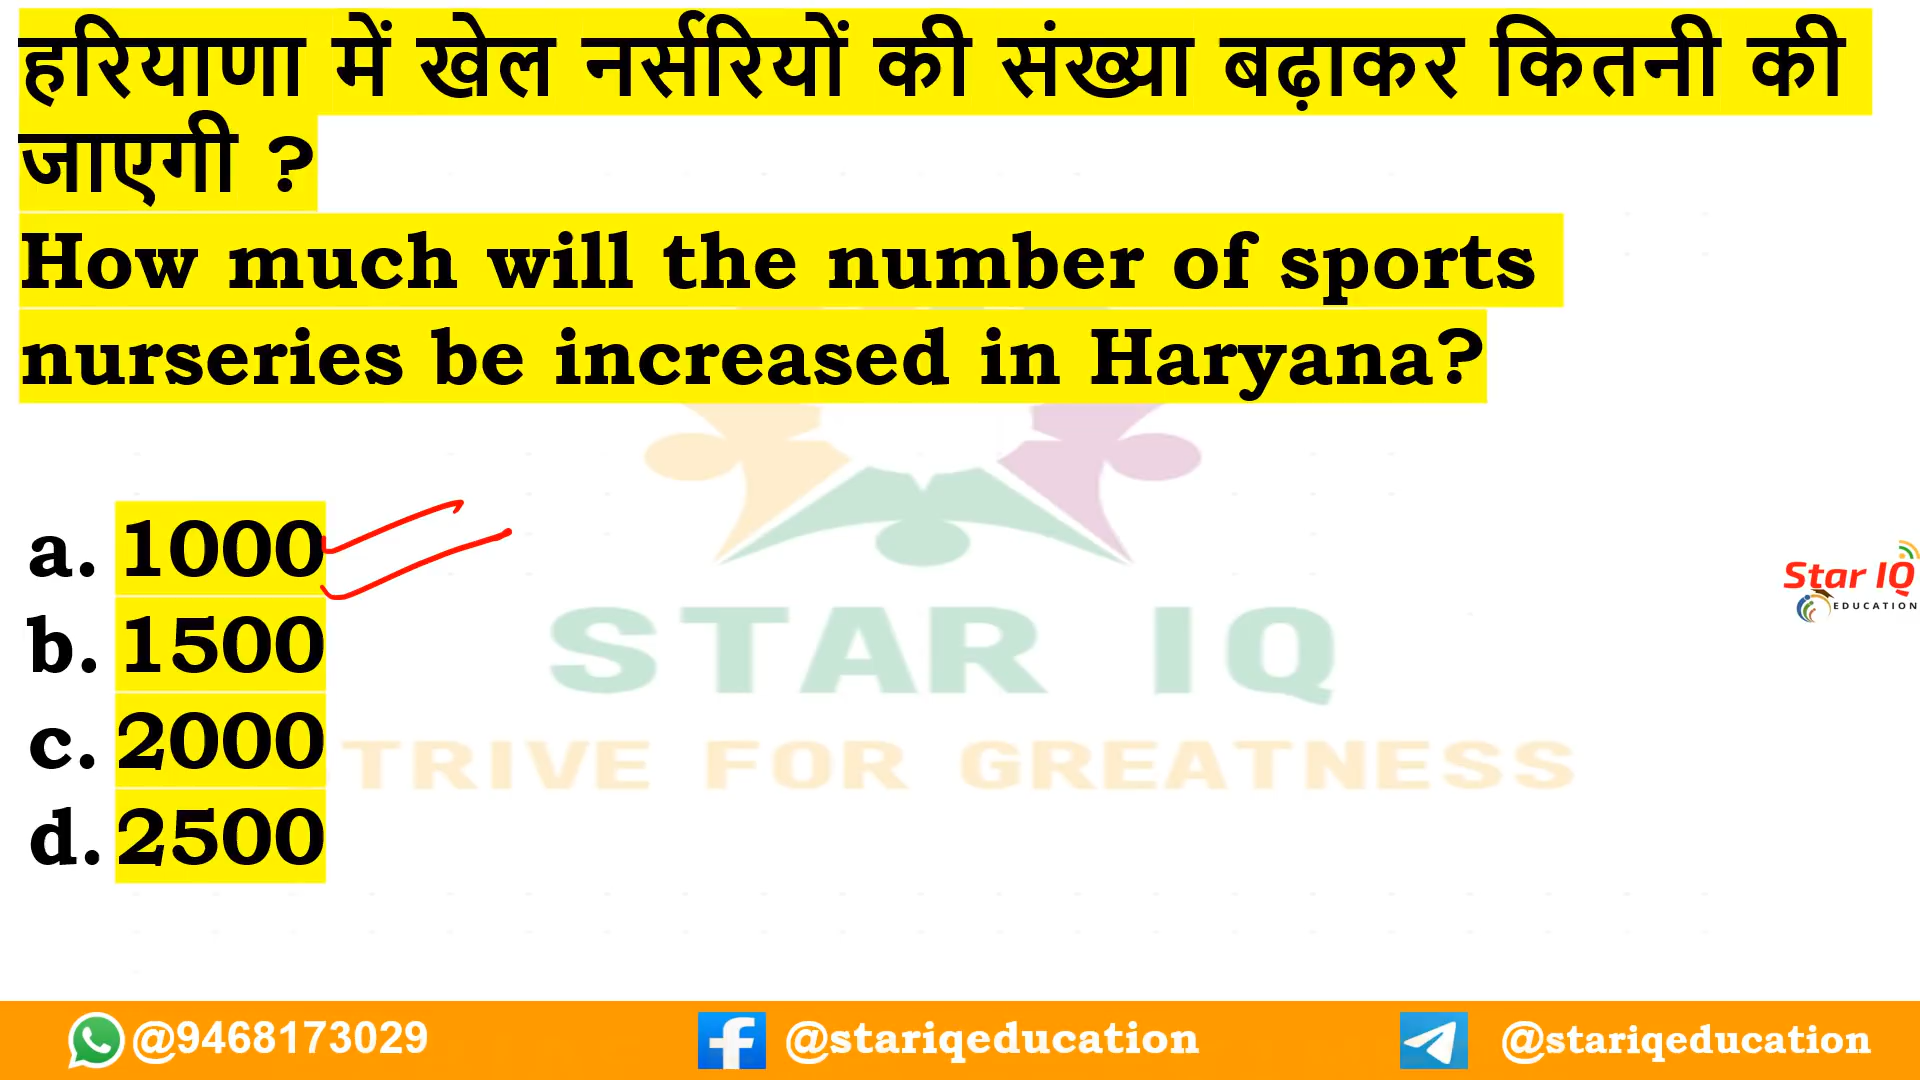 हरियाणा में खेल नर्सरियों की संख्या बढ़ाकर कितनी की
जाएगी ?
How much will the number of sports
nurseries be increased in Haryana?
a. 1000
b. 1500
c. 2000
d. 2500
STAR IQ
TRIVE FOR GREATNESS
Star IQ
EDUCATION
@9468173029
@stariqeducation
@stariqeducation